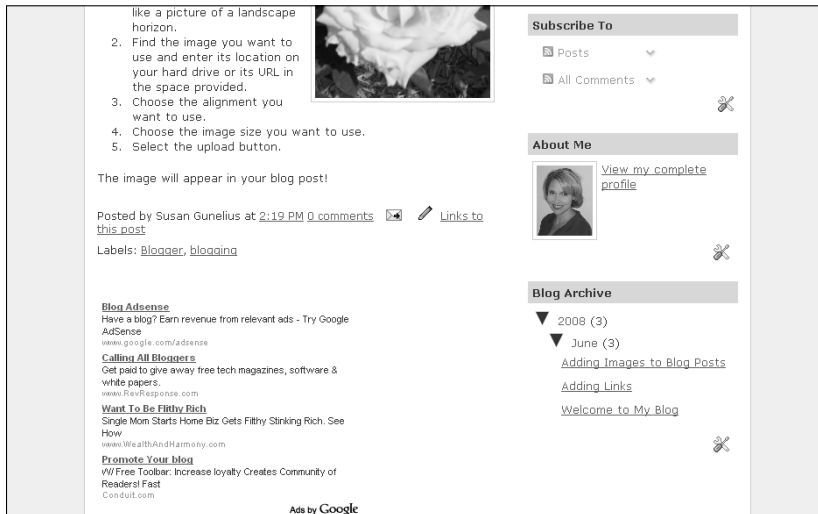 like a picture of a landscape
horizon.
2. Find the image you want to
use and enter its location on
your hard drive or its URL in
the space provided.
3. Choose the alignment you
want to use.
4. Choose the image size you want to use.
5. Select the upload button.
The image will appear in your blog post!
Posted by Susan Gunelius at 2:19 PM 0 comments Links to
this post
Labels: Blogger, blogging
Blog Adsense
Have a blog? Earn revenue from relevant ads - Try Google
AdSense
www.google.com/adsense
Calling All Bloggers
Get paid to give away free tech magazines, software &
white papers.
www.RevResponse.com
Want To Be Flithy Rich
Single Mom Starts Home Biz Gets Filthy Stinking Rich. See
How
www.WealthAndHarmony.com
Promote Your blog
W/ Free Toolbar: Increase loyalty Creates Community of
Readers! Fast
Conduit.com
Ads by Google
Subscribe To
Posts
All Comments
About Me
View my complete
profile
Blog Archive
▼ 2008 (3)
▼ June (3)
Adding Images to Blog Posts
Adding Links
Welcome to My Blog